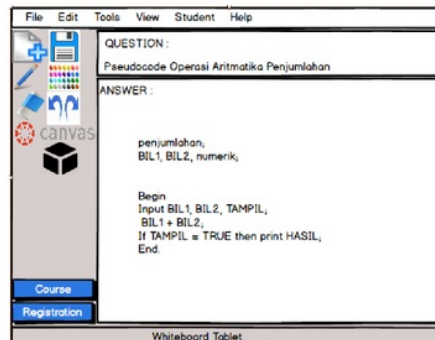 File Edit Tools View Student Help
QUESTION :
Pseudocode Operasi Aritmatika Penjumlahan
ANSWER :
canvas
penjumlahan;
BIL1, BIL2, numerik;
Begin
Input BIL1, BIL2, TAMPIL;
BIL1 + BIL2;
If TAMPIL = TRUE then print HASIL;
End.
Course
Registration
Whiteboard Tablet